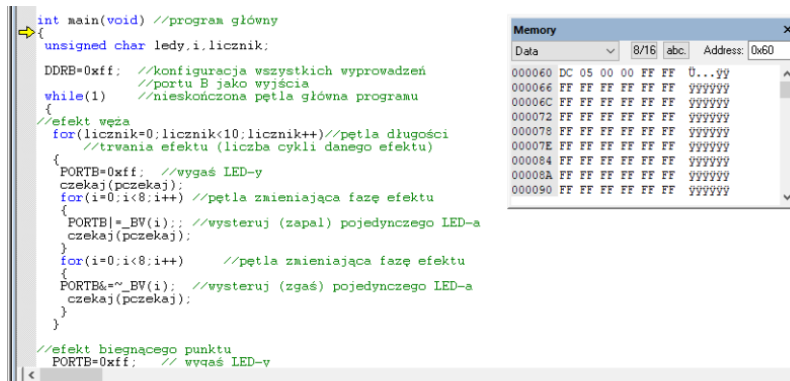 int main(void) //program główny
{
unsigned char ledy,i,licznik;
DDRB=0xff; //konfiguracja wszystkich wyprowadzeń
//portu B jako wyjścia
while(1) //nieskończona pętla główna programu
{
//efekt węża
for(licznik=0;licznik<10;licznik++)//pętla długości
//trwania efektu (liczba cykli danego efektu)
{
PORTB=0xff; //wygaś LED-y
czekaj(pczekaj);
for(i=0;i<8;i++) //pętla zmieniająca fazę efektu
{
PORTB|=_BV(i);; //wysteruj (zapal) pojedynczego LED-a
czekaj(pczekaj);
}
for(i=0;i<8;i++) //pętla zmieniająca fazę efektu
{
PORTB&=~_BV(i); //wysteruj (zgaś) pojedynczego LED-a
czekaj(pczekaj);
}
}
//efekt biegnącego punktu
PORTB=0xff; // wygaś LED-y
Memory
Data 8/16 abc. Address: 0x60
000060 DC 05 00 00 FF FF Ü...ÿÿ
000066 FF FF FF FF FF FF ÿÿÿÿÿÿ
00006C FF FF FF FF FF FF ÿÿÿÿÿÿ
000072 FF FF FF FF FF FF ÿÿÿÿÿÿ
000078 FF FF FF FF FF FF ÿÿÿÿÿÿ
00007E FF FF FF FF FF FF ÿÿÿÿÿÿ
000084 FF FF FF FF FF FF ÿÿÿÿÿÿ
00008A FF FF FF FF FF FF ÿÿÿÿÿÿ
000090 FF FF FF FF FF FF ÿÿÿÿÿÿ